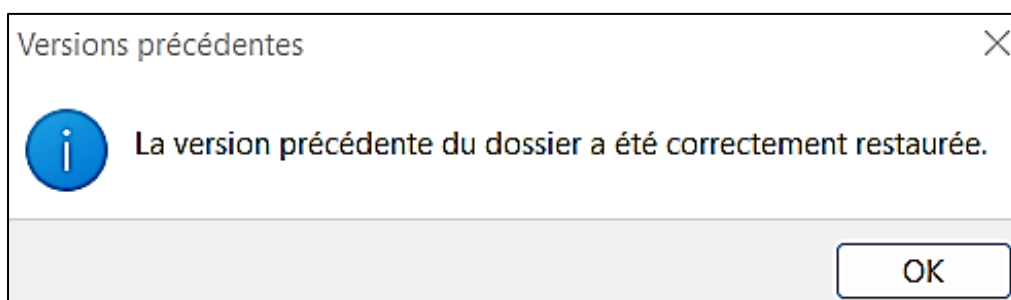 Versions précédentes
La version précédente du dossier a été correctement restaurée.
OK